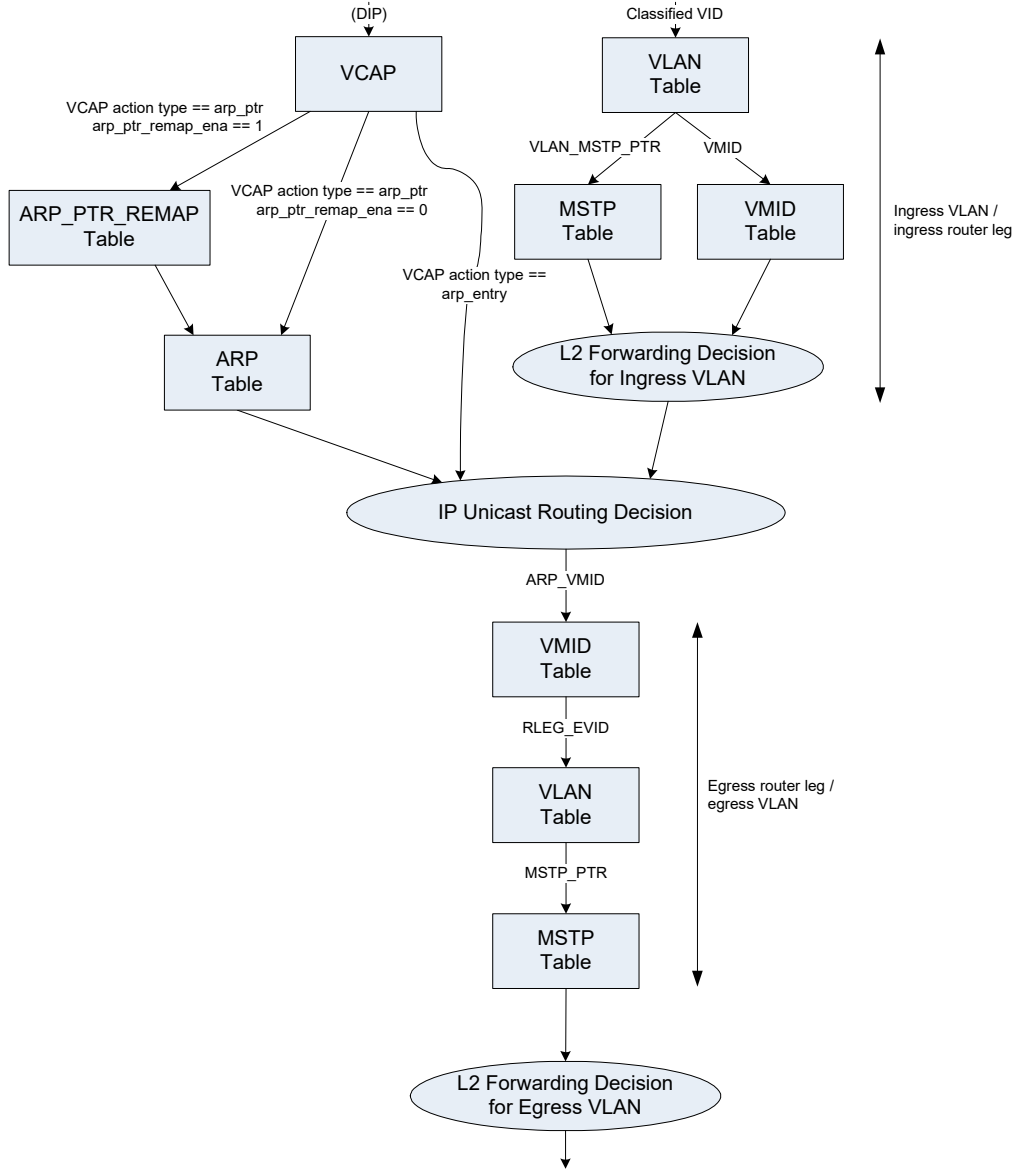 (DIP)
Classified VID
VCAP
VLAN
Table
VCAP action type == arp_ptr
arp_ptr_remap_ena == 1
VLAN_MSTP_PTR
VMID
VCAP action type == arp_ptr
arp_ptr_remap_ena == 0
ARP_PTR_REMAP
Table
MSTP
Table
VMID
Table
Ingress VLAN /
ingress router leg
VCAP action type ==
arp_entry
ARP
Table
L2 Forwarding Decision
for Ingress VLAN
IP Unicast Routing Decision
ARP_VMID
VMID
Table
RLEG_EVID
VLAN
Table
Egress router leg /
egress VLAN
MSTP_PTR
MSTP
Table
L2 Forwarding Decision
for Egress VLAN